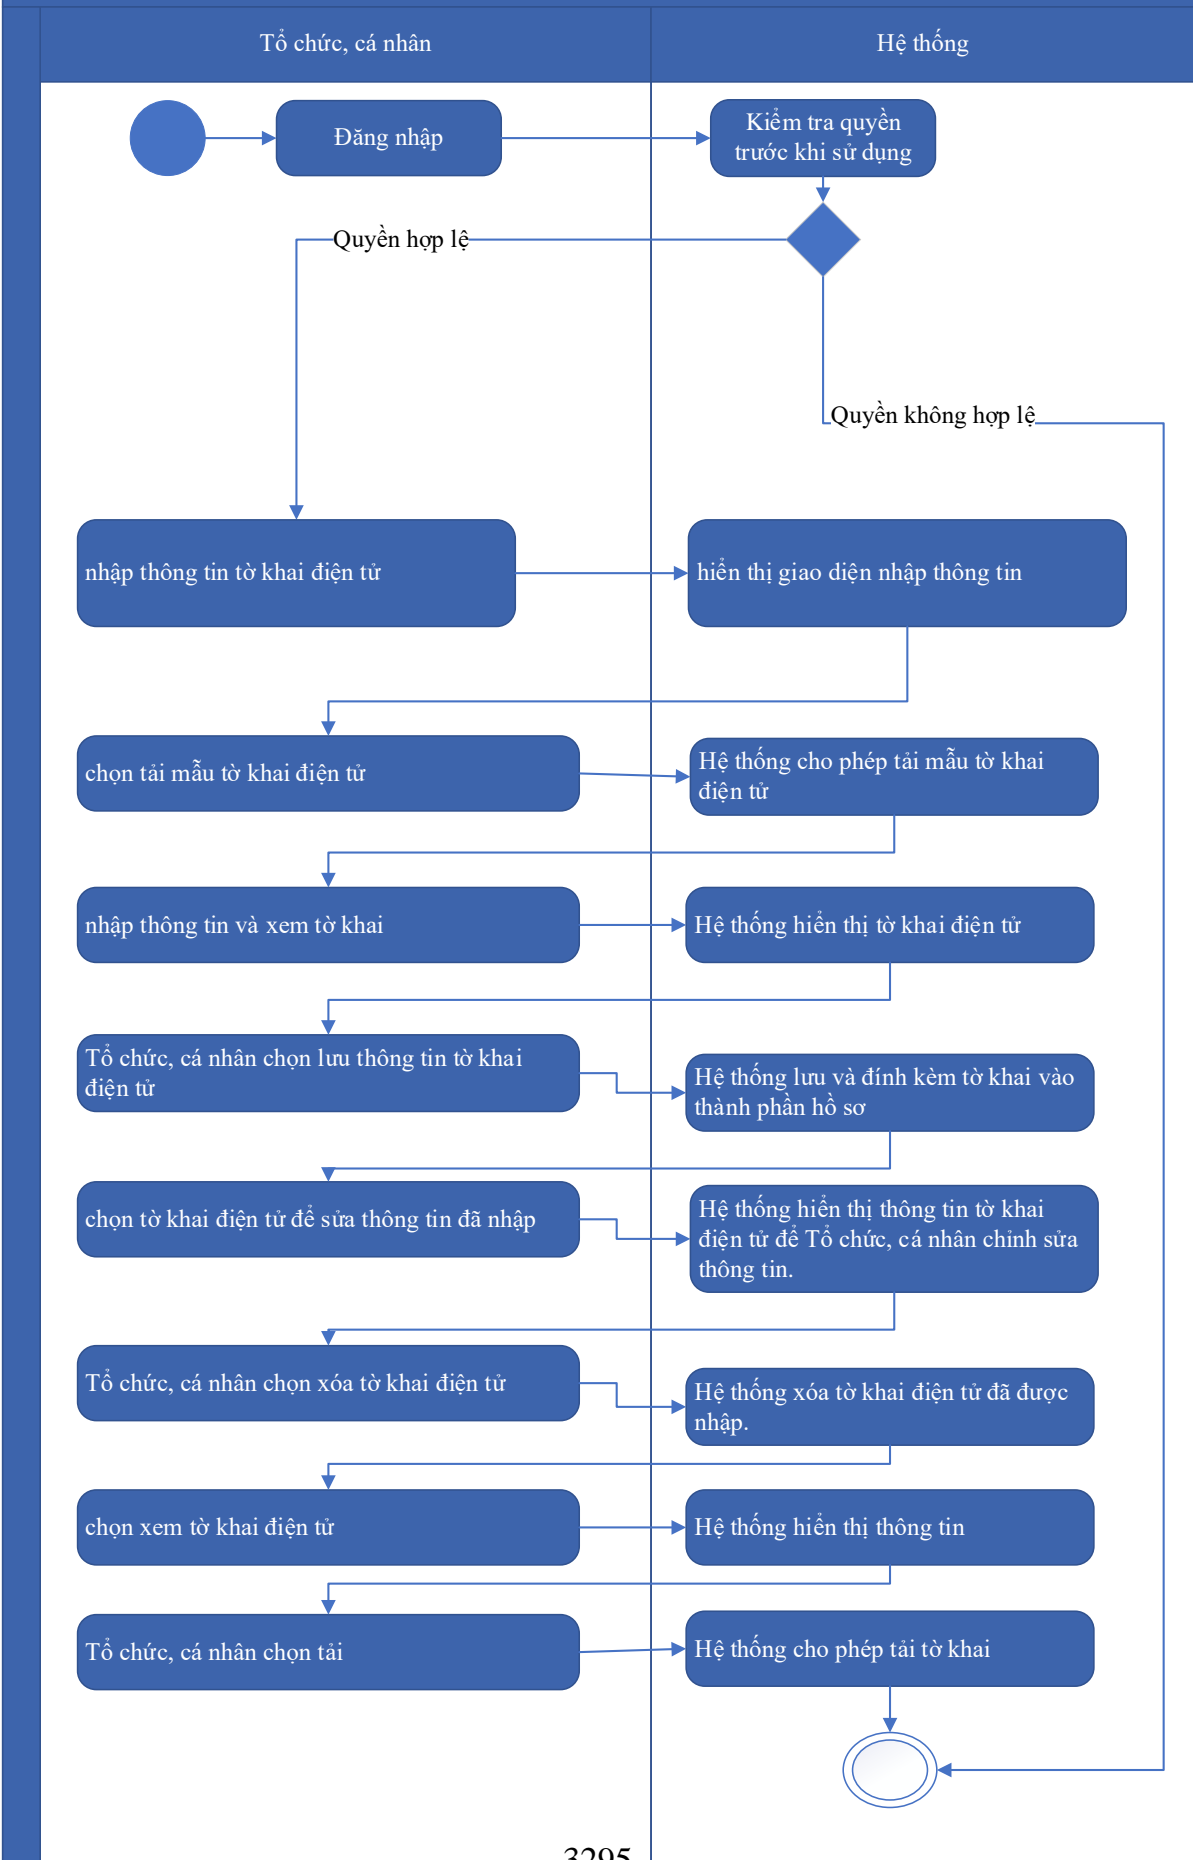 Tổ chức, cá nhân
Hệ thống
Đăng nhập
Kiểm tra quyền
trước khi sử dụng
Quyền hợp lệ
Quyền không hợp lệ
nhập thông tin tờ khai điện tử
hiển thị giao diện nhập thông tin
chọn tải mẫu tờ khai điện tử
Hệ thống cho phép tải mẫu tờ khai
điện tử
nhập thông tin và xem tờ khai
Hệ thống hiển thị tờ khai điện tử
Tổ chức, cá nhân chọn lưu thông tin tờ khai
điện tử
Hệ thống lưu và đính kèm tờ khai vào
thành phần hồ sơ
chọn tờ khai điện tử để sửa thông tin đã nhập
Hệ thống hiển thị thông tin tờ khai
điện tử để Tổ chức, cá nhân chỉnh sửa
thông tin.
Tổ chức, cá nhân chọn xóa tờ khai điện tử
Hệ thống xóa tờ khai điện tử đã được
nhập.
chọn xem tờ khai điện tử
Hệ thống hiển thị thông tin
Tổ chức, cá nhân chọn tải
Hệ thống cho phép tải tờ khai
3295